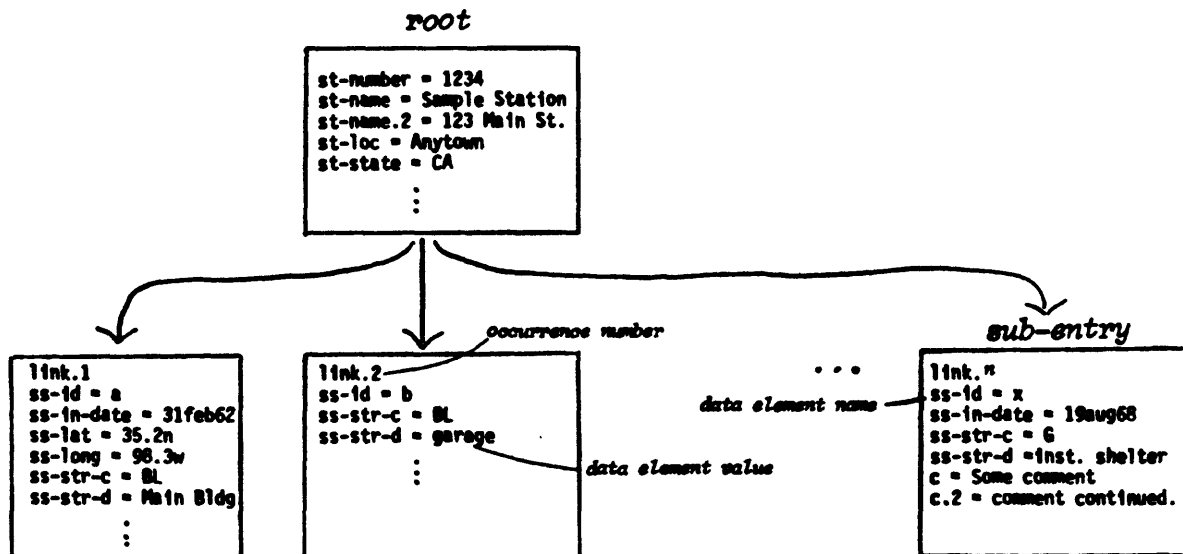 root
st-number = 1234
st-name = Sample Station
st-name.2 = 123 Main St.
st-loc = Anytown
st-state = CA
occurrence number
sub-entry
link.1
ss-id = a
ss-in-date = 31feb62
ss-lat = 35.2n
ss-long = 98.3w
ss-str-c = BL
ss-str-d = Main Bldg
link.2
ss-id = b
ss-str-c = BL
ss-str-d = garage
data element value
...
data element name
link.n
ss-id = x
ss-in-date = 19aug68
ss-str-c = G
ss-str-d =inst. shelter
c = Some comment
c.2 = comment continued.